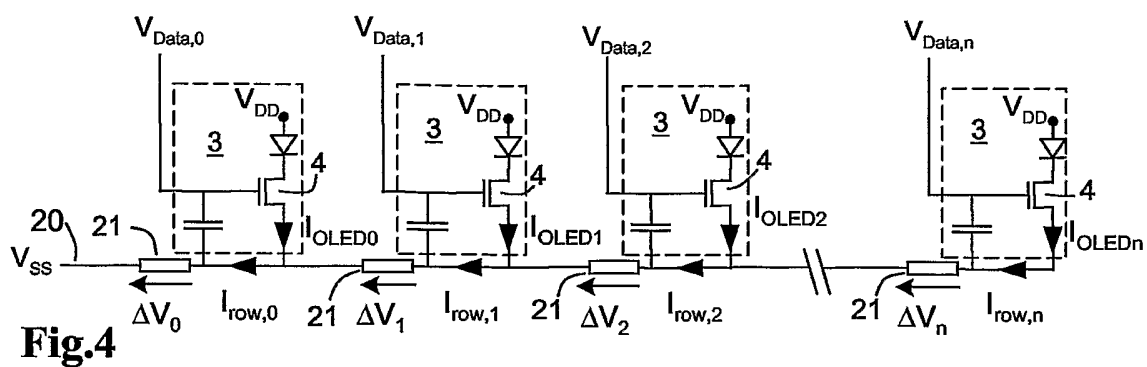 V_Data,0 V_Data,1 V_Data,2 V_Data,n
V_DD V_DD V_DD V_DD
3 3 3 3
4 4 4 4
20 21 I_OLED0 I_OLED1 I_OLED2 I_OLEDn
V_SS
21 21 21
ΔV_0 I_row,0 ΔV_1 I_row,1 ΔV_2 I_row,2 ΔV_n I_row,n
Fig.4